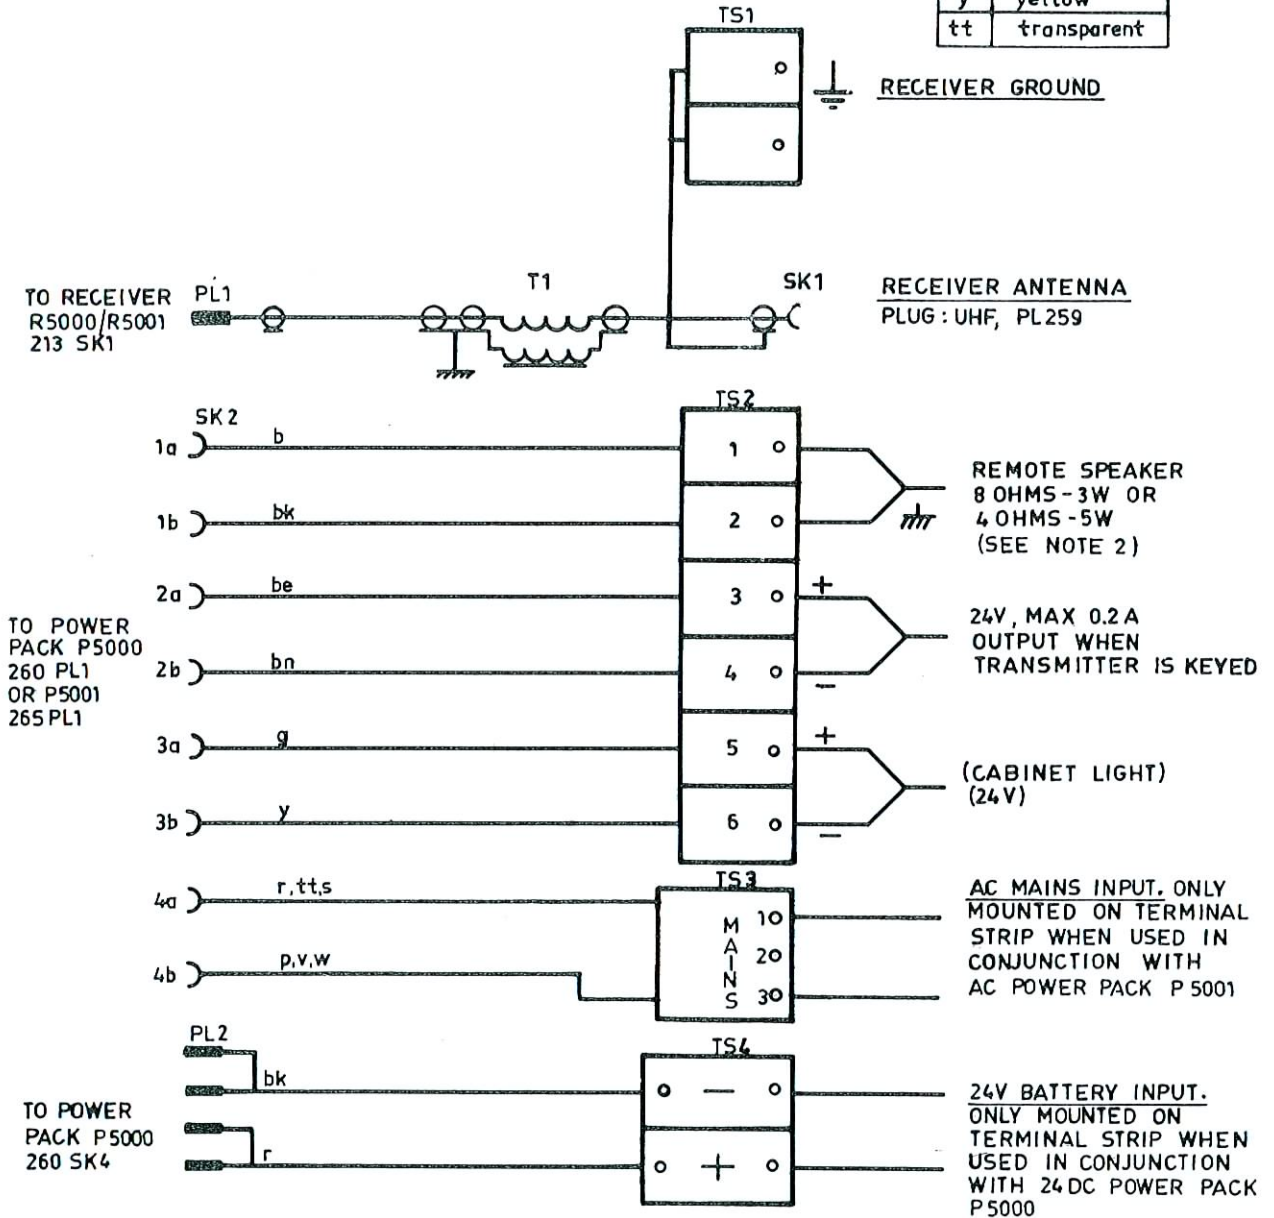 TS1
y yellow
tt transparent
RECEIVER GROUND
TO RECEIVER
R5000/R5001
213 SK1
PL1
T1
SK1
RECEIVER ANTENNA
PLUG: UHF, PL259
SK2
TS2
1a b 1
1b bk 2
REMOTE SPEAKER
8 OHMS-3W OR
4 OHMS-5W
(SEE NOTE 2)
2a be 3 +
2b bn 4 −
24V, MAX 0.2A
OUTPUT WHEN
TRANSMITTER IS KEYED
TO POWER
PACK P5000
260 PL1
OR P5001
265PL1
3a g 5 +
3b y 6 −
(CABINET LIGHT)
(24V)
TS3
4a r,tt,s
4b p,v,w
MAINS
1
2
3
AC MAINS INPUT. ONLY
MOUNTED ON TERMINAL
STRIP WHEN USED IN
CONJUNCTION WITH
AC POWER PACK P5001
PL2
TS4
bk −
r +
TO POWER
PACK P5000
260 SK4
24V BATTERY INPUT.
ONLY MOUNTED ON
TERMINAL STRIP WHEN
USED IN CONJUNCTION
WITH 24DC POWER PACK
P5000